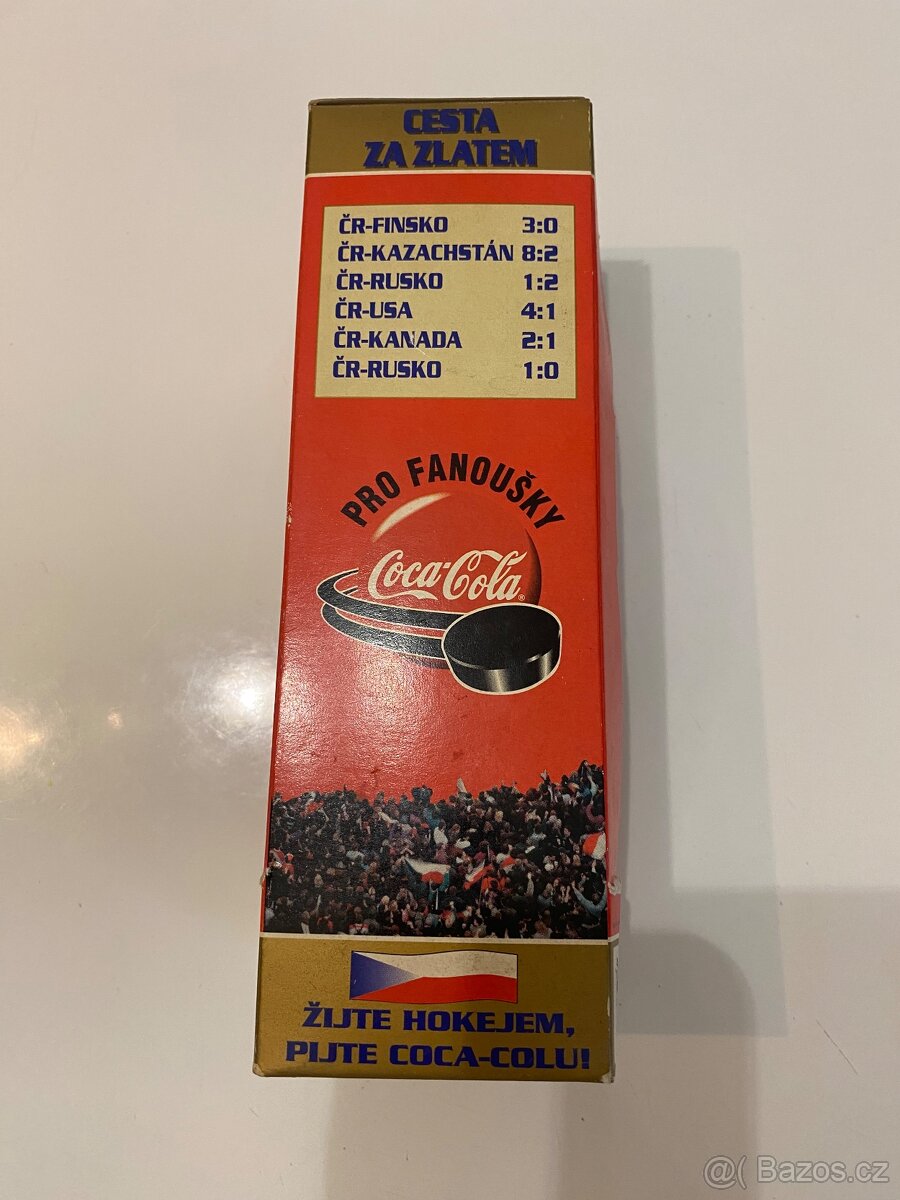 CESTA
ZA ZLATEM
ČR-FINSKO 3:0
ČR-KAZACHSTÁN 8:2
ČR-RUSKO 1:2
ČR-USA 4:1
ČR-KANADA 2:1
ČR-RUSKO 1:0
PRO FANOUŠKY
Coca-Cola®
ŽIJTE HOKEJEM,
PIJTE COCA-COLU!
@( Bazos.cz